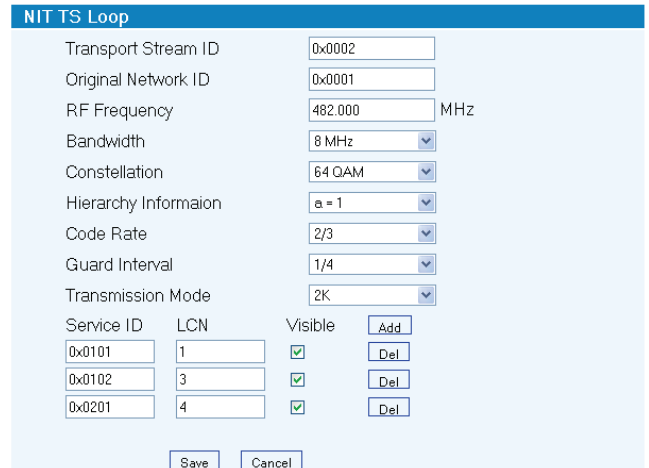 NIT TS Loop
Transport Stream ID 0x0002
Original Network ID 0x0001
RF Frequency 482.000 MHz
Bandwidth 8 MHz
Constellation 64 QAM
Hierarchy Informaion a = 1
Code Rate 2/3
Guard Interval 1/4
Transmission Mode 2K
Service ID LCN Visible Add
0x0101 1 Del
0x0102 3 Del
0x0201 4 Del
Save Cancel